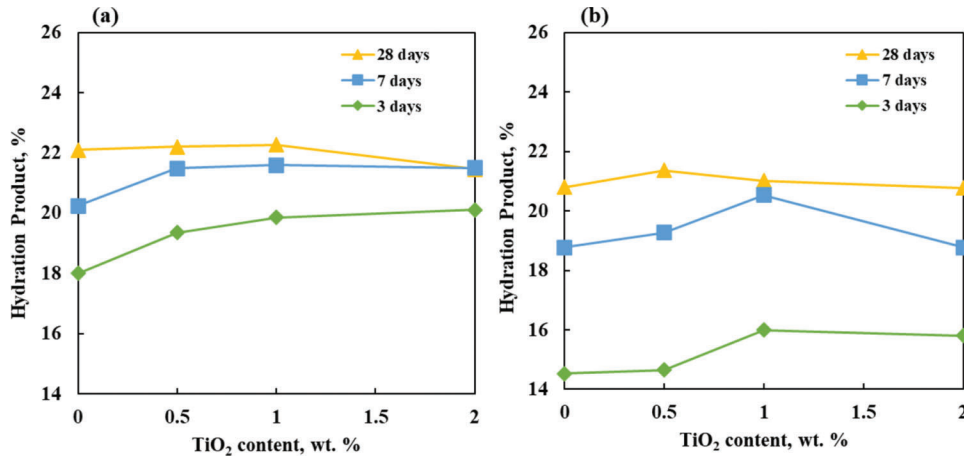 (a)
Hydration Product, %
26
24
22
20
18
16
14
28 days
7 days
3 days
0 0.5 1 1.5 2
TiO₂ content, wt. %
(b)
Hydration Product, %
26
24
22
20
18
16
14
28 days
7 days
3 days
0 0.5 1 1.5 2
TiO₂ content, wt. %